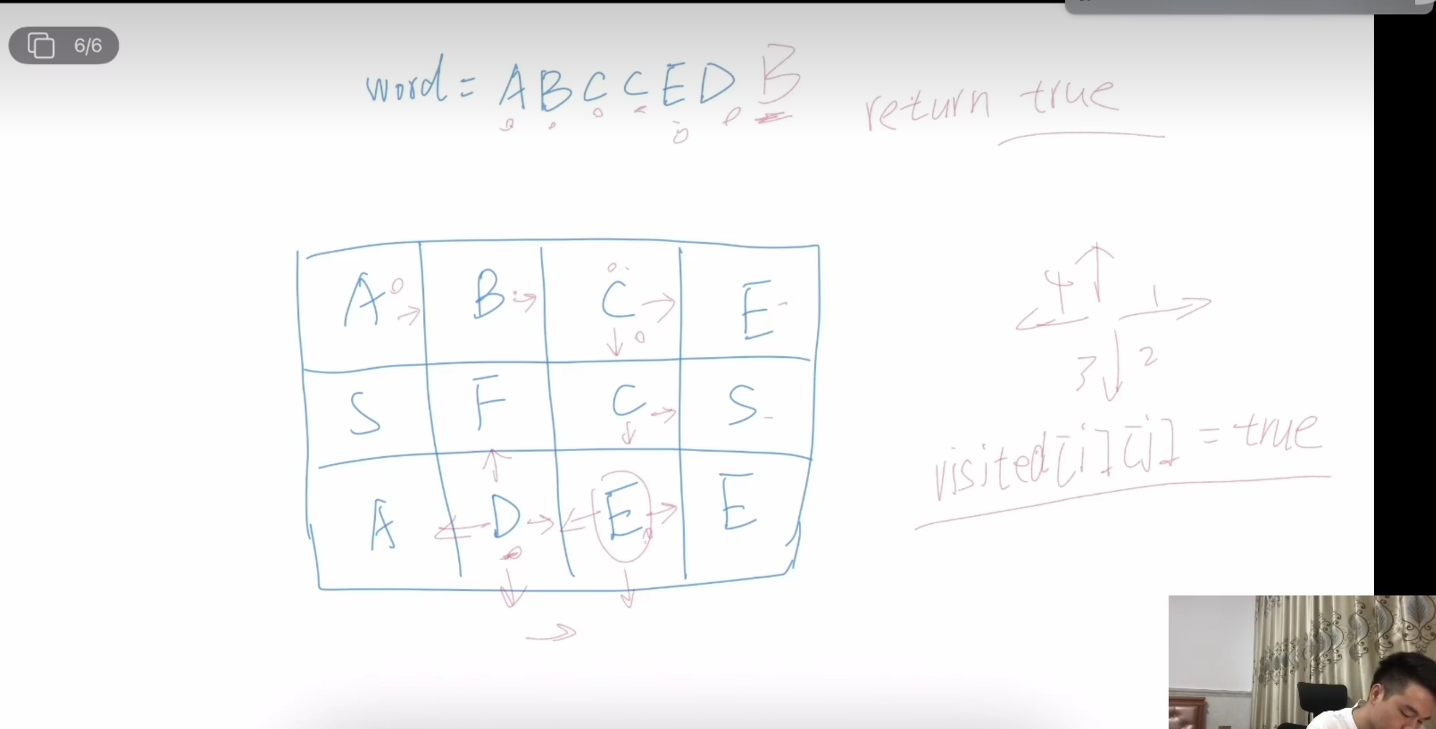 6/6
word = ABCCEDB
return true
A B C E
S F C S
A D E E
4 1
3 2
visited[i][j] = true